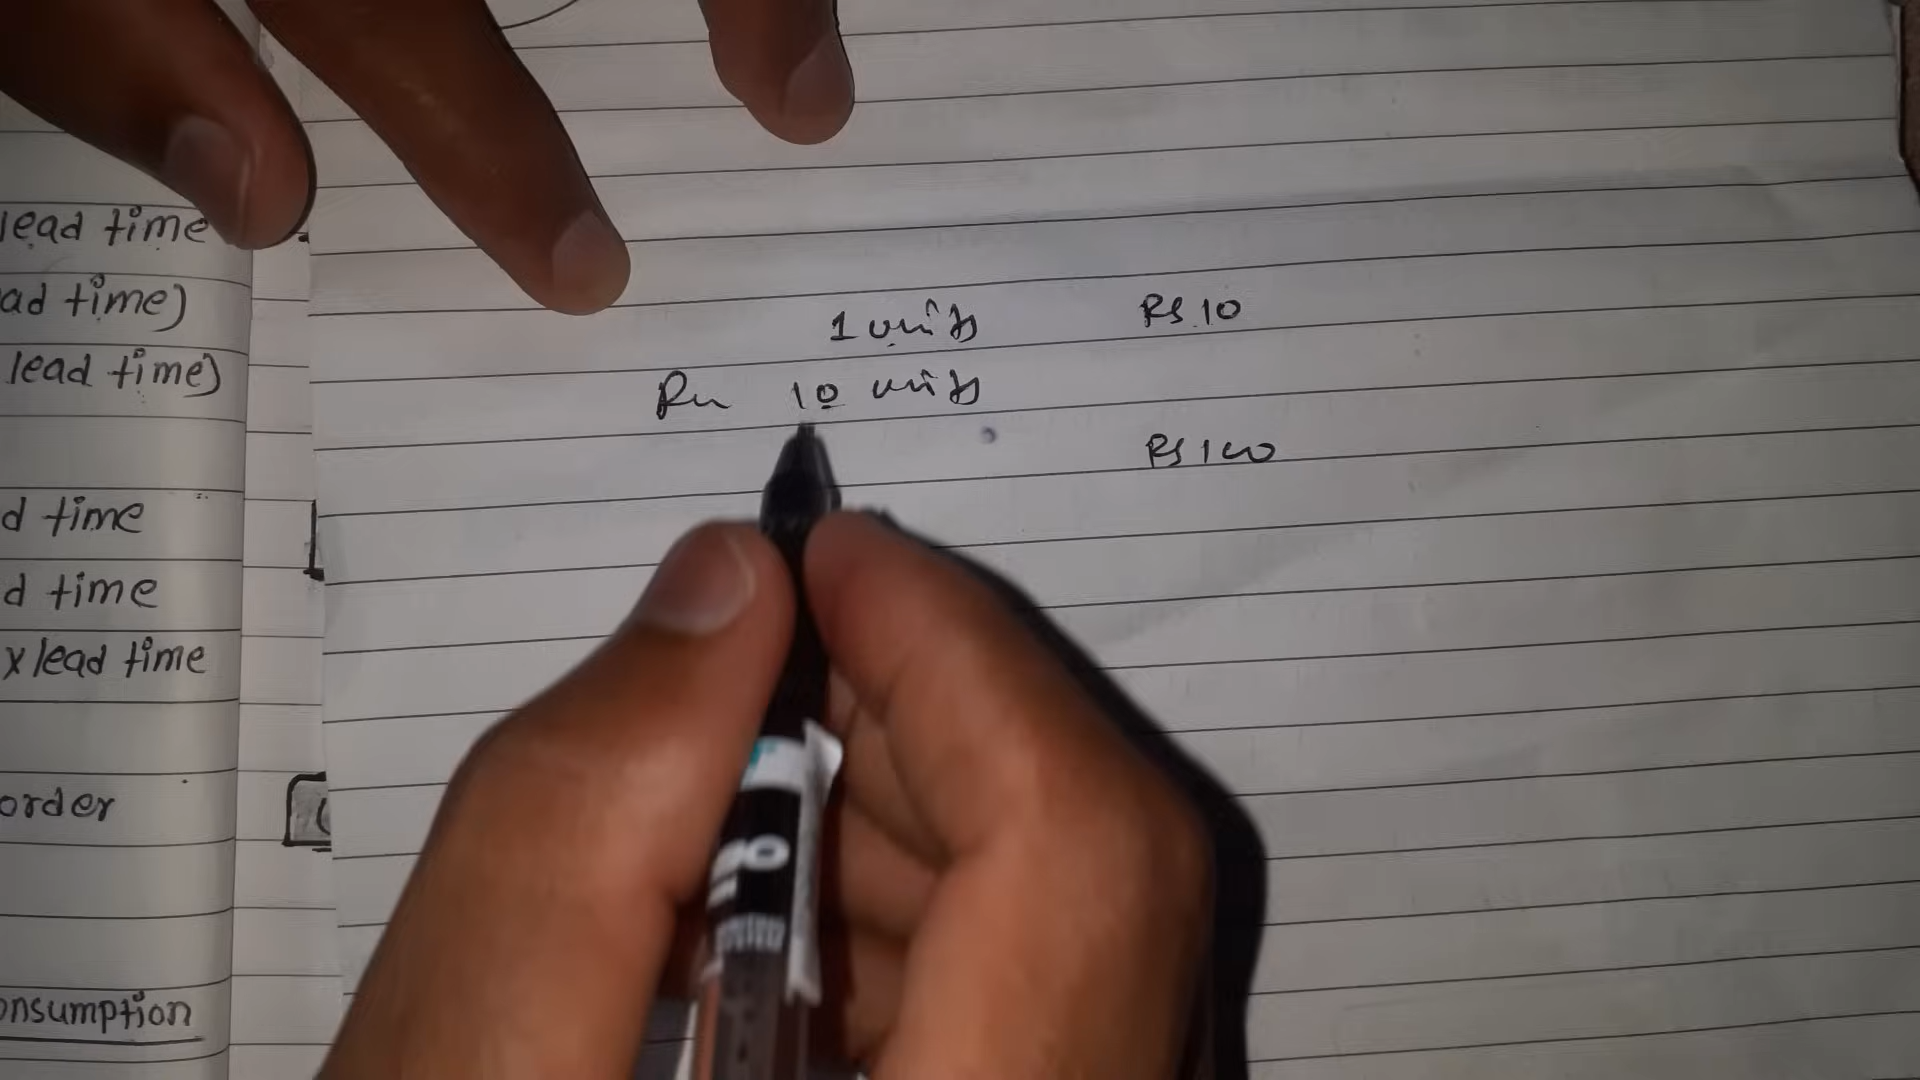 lead time
ad time)
lead time)
d time
d time
x lead time
order
onsumption
1 units Rs 10
10 units
Rs 100